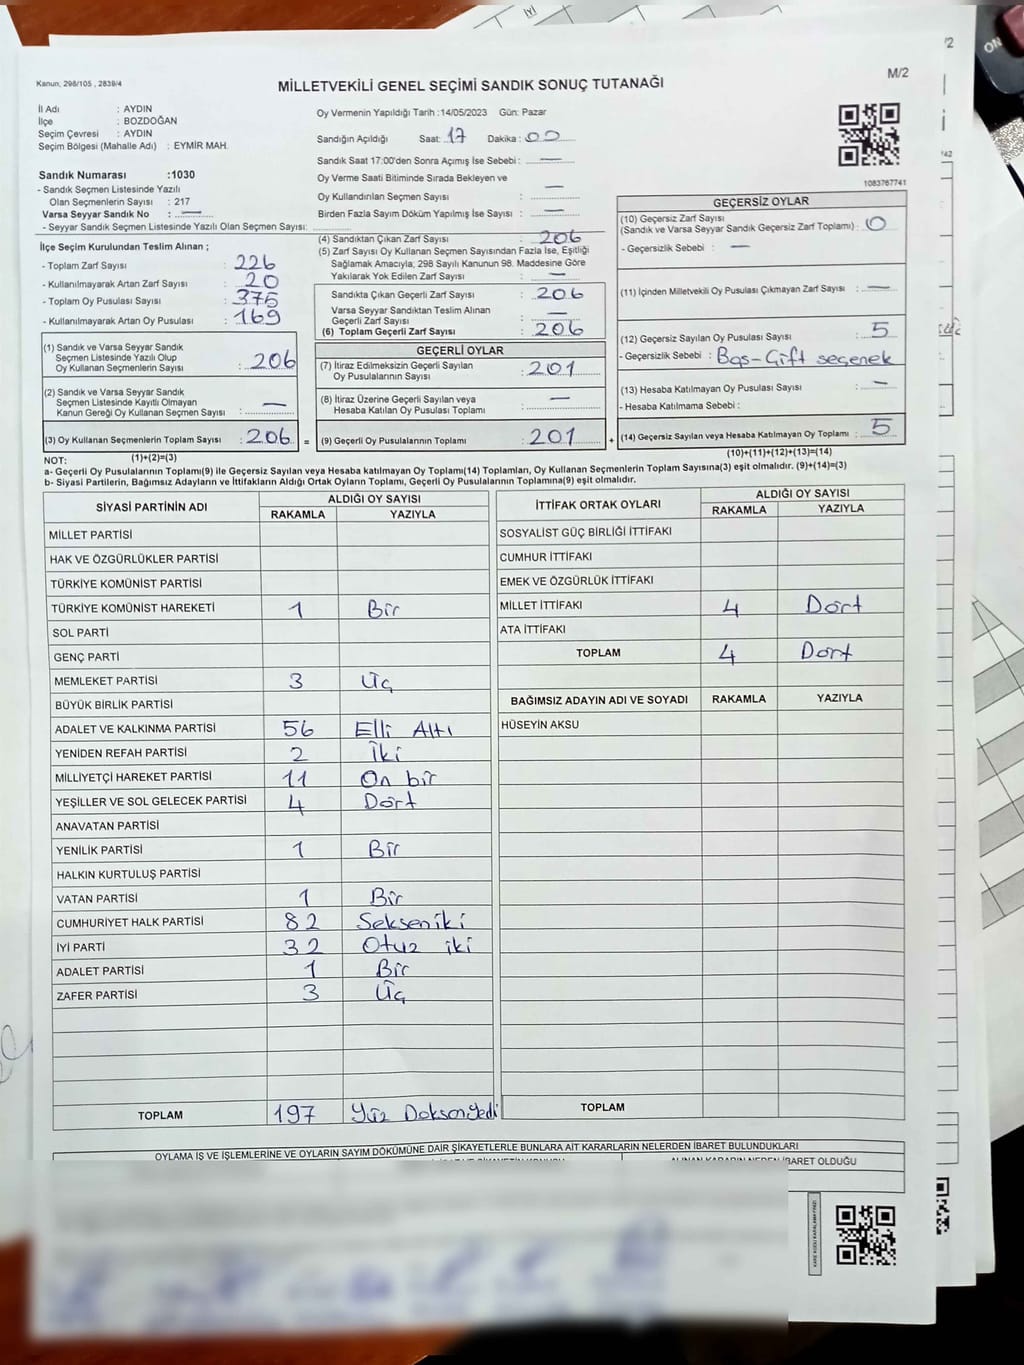 İYİ
ON
M/2
Kanun, 298/105 , 2839/4
MİLLETVEKİLİ GENEL SEÇİMİ SANDIK SONUÇ TUTANAĞI
İl Adı : AYDIN
İlçe : BOZDOĞAN
Seçim Çevresi : AYDIN
Seçim Bölgesi (Mahalle Adı) : EYMİR MAH.
Oy Vermenin Yapıldığı Tarih :14/05/2023 Gün: Pazar
Sandığın Açıldığı Saat: 17 Dakika : 00
Sandık Saat 17:00'den Sonra Açımış İse Sebebi : —
Oy Verme Saati Bitiminde Sırada Bekleyen ve
Oy Kullandırılan Seçmen Sayısı : —
Birden Fazla Sayım Döküm Yapılmış İse Sayısı : —
1083767741
Sandık Numarası :1030
- Sandık Seçmen Listesinde Yazılı
Olan Seçmenlerin Sayısı : 217
Varsa Seyyar Sandık No : —
- Seyyar Sandık Seçmen Listesinde Yazılı Olan Seçmen Sayısı:
İlçe Seçim Kurulundan Teslim Alınan ;
- Toplam Zarf Sayısı : 226
- Kullanılmayarak Artan Zarf Sayısı : 20
- Toplam Oy Pusulası Sayısı : 375
- Kullanılmayarak Artan Oy Pusulası : 169
(1) Sandık ve Varsa Seyyar Sandık
Seçmen Listesinde Yazılı Olup
Oy Kullanan Seçmenlerin Sayısı : 206
(2) Sandık ve Varsa Seyyar Sandık
Seçmen Listesinde Kayıtlı Olmayan
Kanun Gereği Oy Kullanan Seçmen Sayısı : —
(3) Oy Kullanan Seçmenlerin Toplam Sayısı : 206 =
(1)+(2)=(3)
(4) Sandıktan Çıkan Zarf Sayısı : 206
(5) Zarf Sayısı Oy Kullanan Seçmen Sayısından Fazla İse, Eşitliği
Sağlamak Amacıyla, 298 Sayılı Kanunun 98. Maddesine Göre
Yakılarak Yok Edilen Zarf Sayısı : —
Sandıkta Çıkan Geçerli Zarf Sayısı : 206
Varsa Seyyar Sandıktan Teslim Alınan
Geçerli Zarf Sayısı : —
(6) Toplam Geçerli Zarf Sayısı : 206
GEÇERLİ OYLAR
(7) İtiraz Edilmeksizin Geçerli Sayılan
Oy Pusulalarının Sayısı : 201
(8) İtiraz Üzerine Geçerli Sayılan veya
Hesaba Katılan Oy Pusulası Toplamı : —
(9) Geçerli Oy Pusulalarının Toplamı : 201 +
GEÇERSİZ OYLAR
(10) Geçersiz Zarf Sayısı
(Sandık ve Varsa Seyyar Sandık Geçersiz Zarf Toplamı) : 0
- Geçersizlik Sebebi : —
(11) İçinden Milletvekili Oy Pusulası Çıkmayan Zarf Sayısı : —
(12) Geçersiz Sayılan Oy Pusulası Sayısı : 5
- Geçersizlik Sebebi : Boş-Çift seçenek
(13) Hesaba Katılmayan Oy Pusulası Sayısı : —
- Hesaba Katılmama Sebebi :
(14) Geçersiz Sayılan veya Hesaba Katılmayan Oy Toplamı : 5
(10)+(11)+(12)+(13)=(14)
NOT:
a- Geçerli Oy Pusulalarının Toplamı(9) ile Geçersiz Sayılan veya Hesaba katılmayan Oy Toplamı(14) Toplamları, Oy Kullanan Seçmenlerin Toplam Sayısına(3) eşit olmalıdır. (9)+(14)=(3)
b- Siyasi Partilerin, Bağımsız Adayların ve İttifakların Aldığı Ortak Oyların Toplamı, Geçerli Oy Pusulalarının Toplamına(9) eşit olmalıdır.
SİYASİ PARTİNİN ADI ALDIĞI OY SAYISI
RAKAMLA YAZIYLA
MİLLET PARTİSİ
HAK VE ÖZGÜRLÜKLER PARTİSİ
TÜRKİYE KOMÜNİST PARTİSİ
TÜRKİYE KOMÜNİST HAREKETİ 1 Bir
SOL PARTİ
GENÇ PARTİ
MEMLEKET PARTİSİ 3 Üç
BÜYÜK BİRLİK PARTİSİ
ADALET VE KALKINMA PARTİSİ 56 Elli Altı
YENİDEN REFAH PARTİSİ 2 İki
MİLLİYETÇİ HAREKET PARTİSİ 11 On bir
YEŞİLLER VE SOL GELECEK PARTİSİ 4 Dört
ANAVATAN PARTİSİ
YENİLİK PARTİSİ 1 Bir
HALKIN KURTULUŞ PARTİSİ
VATAN PARTİSİ 1 Bir
CUMHURİYET HALK PARTİSİ 82 Sekseniki
İYİ PARTİ 32 Otuz iki
ADALET PARTİSİ 1 Bir
ZAFER PARTİSİ 3 Üç
TOPLAM 197 Yüz Doksanyedi
İTTİFAK ORTAK OYLARI ALDIĞI OY SAYISI
RAKAMLA YAZIYLA
SOSYALİST GÜÇ BİRLİĞİ İTTİFAKI
CUMHUR İTTİFAKI
EMEK VE ÖZGÜRLÜK İTTİFAKI
MİLLET İTTİFAKI 4 Dört
ATA İTTİFAKI
TOPLAM 4 Dört
BAĞIMSIZ ADAYIN ADI VE SOYADI RAKAMLA YAZIYLA
HÜSEYİN AKSU
TOPLAM
OYLAMA İŞ VE İŞLEMLERİNE VE OYLARIN SAYIM DÖKÜMÜNE DAİR ŞİKAYETLERLE BUNLARA AİT KARARLARIN NELERDEN İBARET BULUNDUKLARI
ALINAN KARARIN NEDEN İBARET OLDUĞU